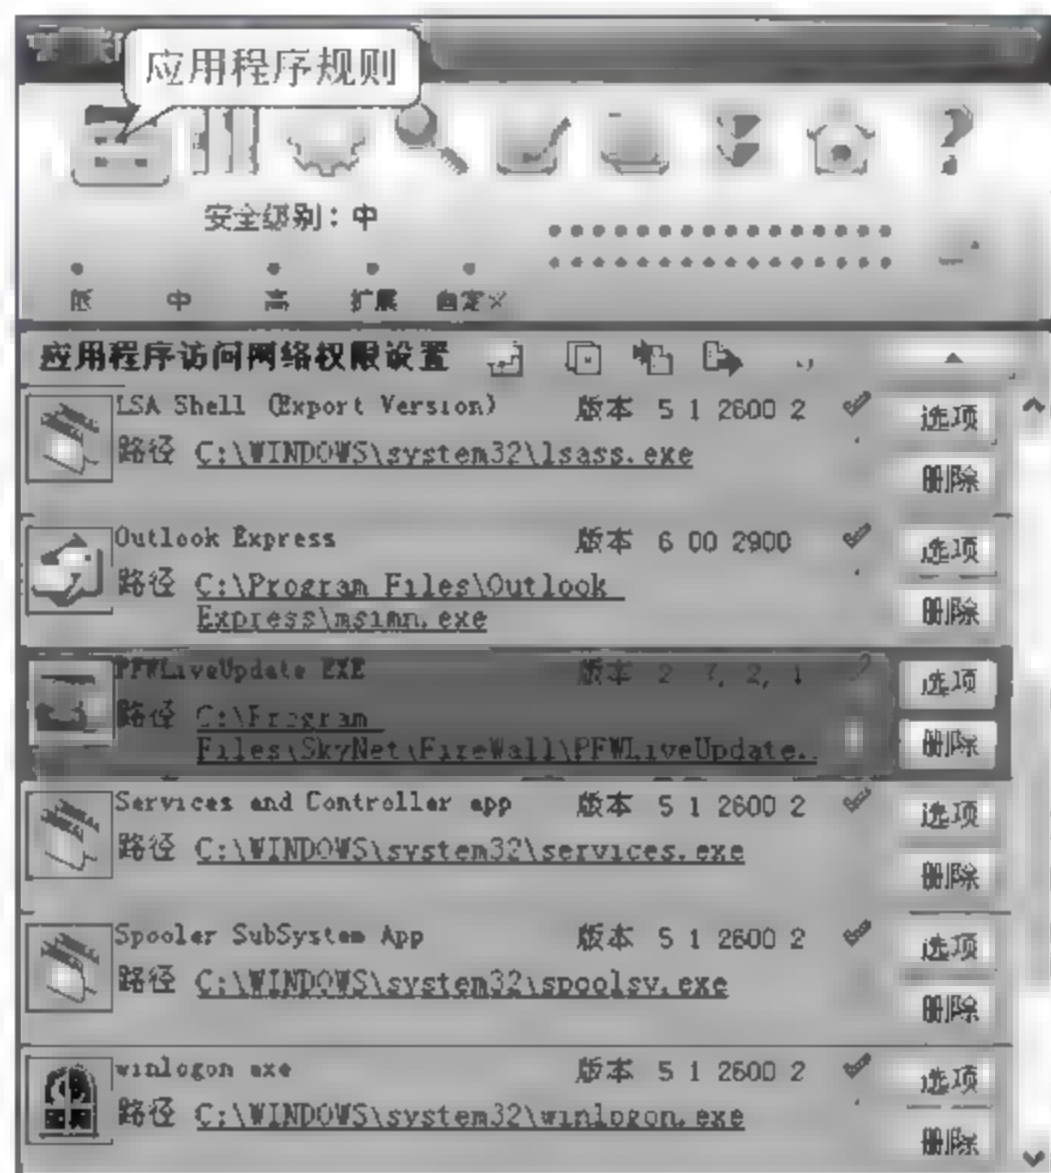 应用程序规则
安全级别：中
低 中 高 扩展 自定义
应用程序访问网络权限设置
LSA Shell (Export Version) 版本 5 1 2600 2 选项
路径 C:\WINDOWS\system32\lsass.exe
删除
Outlook Express 版本 6 00 2900 选项
路径 C:\Program Files\Outlook
Express\msimn.exe 删除
PFWLiveUpdate EXE 版本 2 7, 2, 1 选项
路径 C:\Program
Files\SkyNet\FireWall\PFWLiveUpdate.. 删除
Services and Controller app 版本 5 1 2600 2 选项
路径 C:\WINDOWS\system32\services.exe
删除
Spooler SubSystem App 版本 5 1 2600 2 选项
路径 C:\WINDOWS\system32\spoolsv.exe
删除
winlogon exe 版本 5 1 2600 2 选项
路径 C:\WINDOWS\system32\winlogon.exe
删除